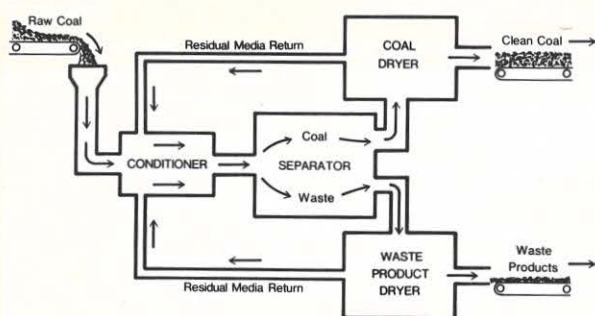 Raw Coal
Residual Media Return
COAL
DRYER
Clean Coal
CONDITIONER
Coal
SEPARATOR
Waste
WASTE
PRODUCT
DRYER
Waste
Products
Residual Media Return